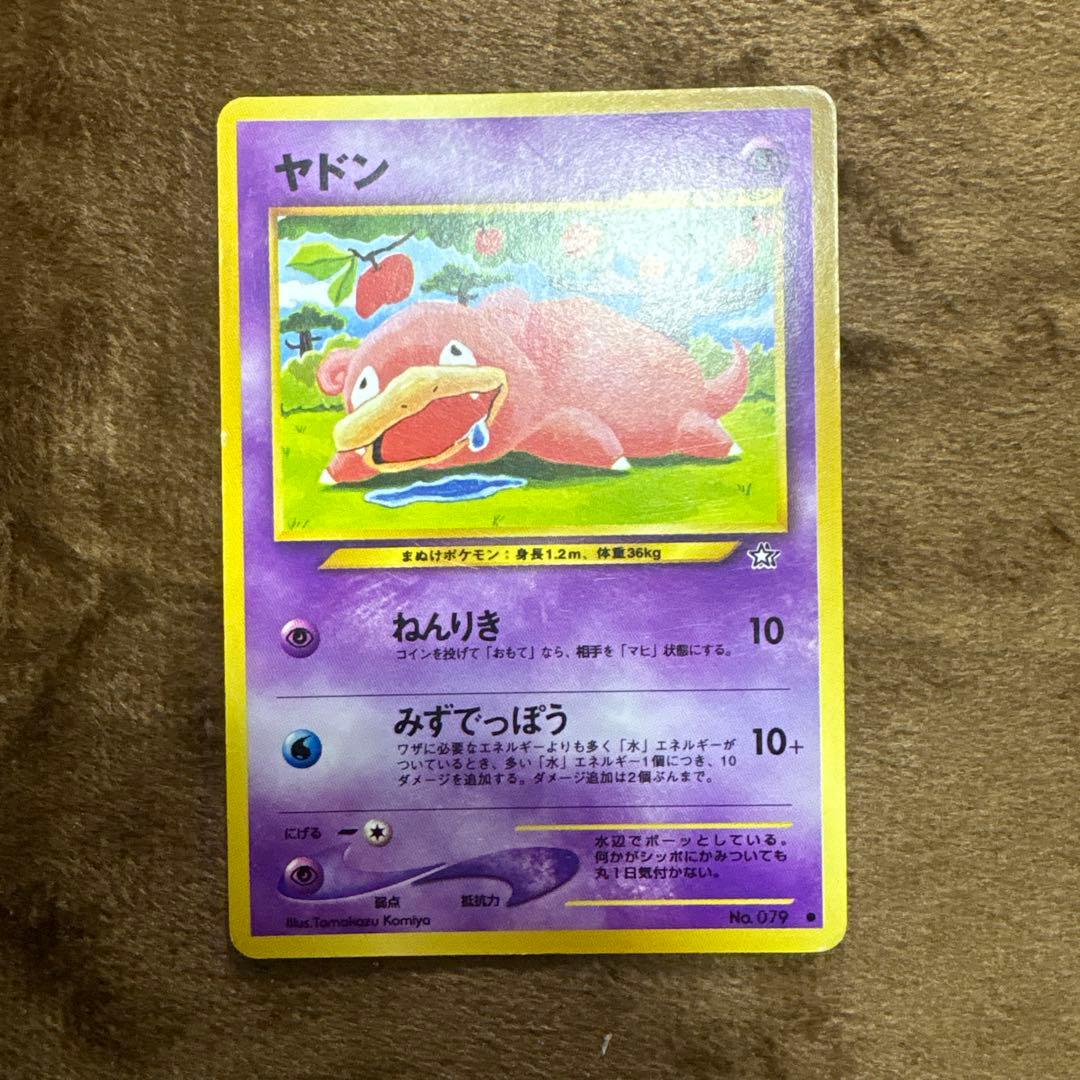 ヤドン
まぬけポケモン：身長1.2m、体重36kg
ねんりき 10
コインを投げて「おもて」なら、相手を「マヒ」状態にする。
みずでっぽう 10+
ワザに必要なエネルギーよりも多く「水」エネルギーが
ついているとき、多い「水」エネルギー1個につき、10
ダメージを追加する。ダメージ追加は2個ぶんまで。
にげる
水辺でボーッとしている。
何かがシッポにかみついても
丸1日気付かない。
弱点 抵抗力
Illus.Tomokazu Komiya
No. 079